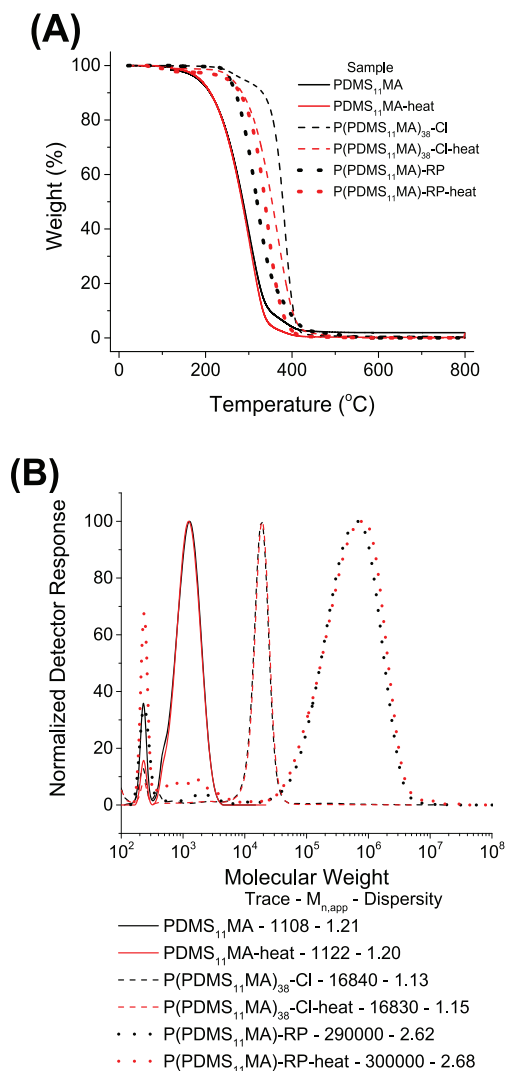 (A)
100
80
60
40
20
0
Weight (%)
Sample
PDMS₁₁MA
PDMS₁₁MA-heat
P(PDMS₁₁MA)₃₈-Cl
P(PDMS₁₁MA)₃₈-Cl-heat
P(PDMS₁₁MA)-RP
P(PDMS₁₁MA)-RP-heat
0 200 400 600 800
Temperature (°C)
(B)
100
80
60
40
20
0
Normalized Detector Response
10² 10³ 10⁴ 10⁵ 10⁶ 10⁷ 10⁸
Molecular Weight
Trace - Mₙ,ₐₚₚ - Dispersity
PDMS₁₁MA - 1108 - 1.21
PDMS₁₁MA-heat - 1122 - 1.20
P(PDMS₁₁MA)₃₈-Cl - 16840 - 1.13
P(PDMS₁₁MA)₃₈-Cl-heat - 16830 - 1.15
P(PDMS₁₁MA)-RP - 290000 - 2.62
P(PDMS₁₁MA)-RP-heat - 300000 - 2.68